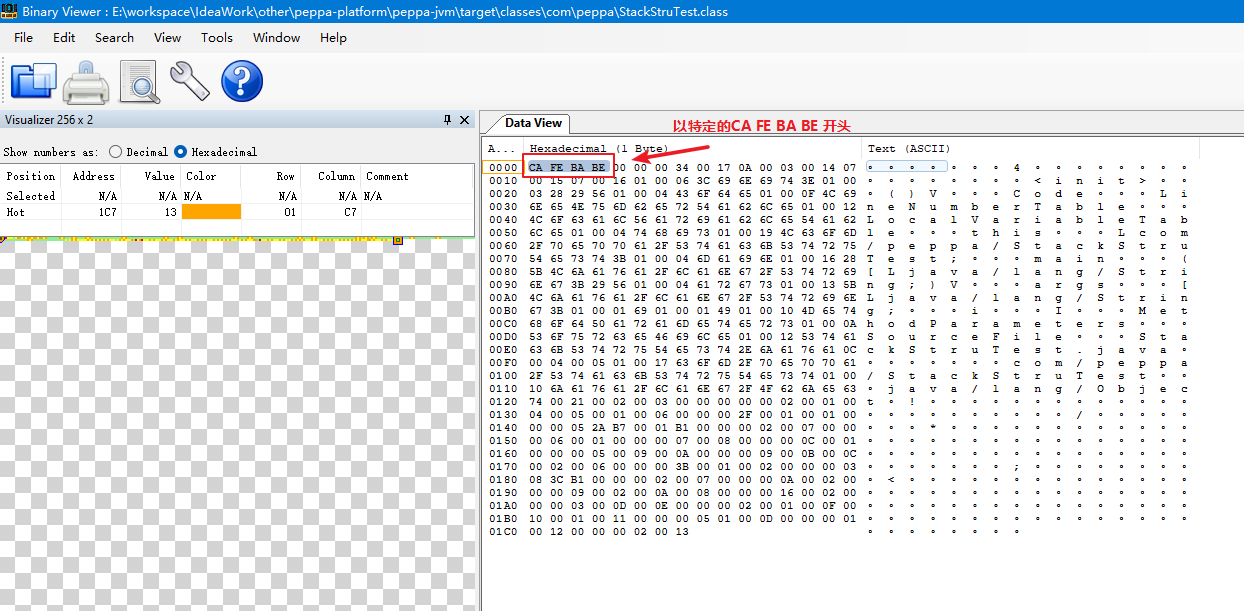 Binary Viewer : E:\workspace\IdeaWork\other\peppa-platform\peppa-jvm\target\classes\com\peppa\StackStruTest.class
File Edit Search View Tools Window Help
Visualizer 256 x 2
Show numbers as: Decimal Hexadecimal
Position Address Value Color Row Column Comment
Selected N/A N/A N/A N/A N/A N/A
Hot 1C7 13 01 C7
Data View
以特定的CA FE BA BE 开头
A... Hexadecimal (1 Byte) Text (ASCII)
0000 CA FE BA BE 00 00 00 34 00 17 0A 00 03 00 14 07 ° ° ° ° ° ° ° 4 ° ° ° ° ° ° ° °
0010 00 15 07 00 16 01 00 06 3C 69 6E 69 74 3E 01 00 ° ° ° ° ° ° ° ° < i n i t > ° °
0020 03 28 29 56 01 00 04 43 6F 64 65 01 00 0F 4C 69 ° ( ) V ° ° ° C o d e ° ° ° L i
0030 6E 65 4E 75 6D 62 65 72 54 61 62 6C 65 01 00 12 n e N u m b e r T a b l e ° ° °
0040 4C 6F 63 61 6C 56 61 72 69 61 62 6C 65 54 61 62 L o c a l V a r i a b l e T a b
0050 6C 65 01 00 04 74 68 69 73 01 00 19 4C 63 6F 6D l e ° ° ° t h i s ° ° ° L c o m
0060 2F 70 65 70 70 61 2F 53 74 61 63 6B 53 74 72 75 / p e p p a / S t a c k S t r u
0070 54 65 73 74 3B 01 00 04 6D 61 69 6E 01 00 16 28 T e s t ; ° ° ° m a i n ° ° ° (
0080 5B 4C 6A 61 76 61 2F 6C 61 6E 67 2F 53 74 72 69 [ L j a v a / l a n g / S t r i
0090 6E 67 3B 29 56 01 00 04 61 72 67 73 01 00 13 5B n g ; ) V ° ° ° a r g s ° ° ° [
00A0 4C 6A 61 76 61 2F 6C 61 6E 67 2F 53 74 72 69 6E L j a v a / l a n g / S t r i n
00B0 67 3B 01 00 01 69 01 00 01 49 01 00 10 4D 65 74 g ; ° ° ° i ° ° ° I ° ° ° M e t
00C0 68 6F 64 50 61 72 61 6D 65 74 65 72 73 01 00 0A h o d P a r a m e t e r s ° ° °
00D0 53 6F 75 72 63 65 46 69 6C 65 01 00 12 53 74 61 S o u r c e F i l e ° ° ° S t a
00E0 63 6B 53 74 72 75 54 65 73 74 2E 6A 61 76 61 0C c k S t r u T e s t . j a v a °
00F0 00 04 00 05 01 00 17 63 6F 6D 2F 70 65 70 70 61 ° ° ° ° ° ° ° c o m / p e p p a
0100 2F 53 74 61 63 6B 53 74 72 75 54 65 73 74 01 00 / S t a c k S t r u T e s t ° °
0110 10 6A 61 76 61 2F 6C 61 6E 67 2F 4F 62 6A 65 63 ° j a v a / l a n g / O b j e c
0120 74 00 21 00 02 00 03 00 00 00 00 00 02 00 01 00 t ° ! ° ° ° ° ° ° ° ° ° ° ° ° °
0130 04 00 05 00 01 00 06 00 00 00 2F 00 01 00 01 00 ° ° ° ° ° ° ° ° ° ° / ° ° ° ° °
0140 00 00 05 2A B7 00 01 B1 00 00 00 02 00 07 00 00 ° ° ° * ° ° ° ° ° ° ° ° ° ° ° °
0150 00 06 00 01 00 00 00 07 00 08 00 00 00 0C 00 01 ° ° ° ° ° ° ° ° ° ° ° ° ° ° ° °
0160 00 00 00 05 00 09 00 0A 00 00 00 09 00 0B 00 0C ° ° ° ° ° ° ° ° ° ° ° ° ° ° ° °
0170 00 02 00 06 00 00 00 3B 00 01 00 02 00 00 00 03 ° ° ° ° ° ° ° ; ° ° ° ° ° ° ° °
0180 08 3C B1 00 00 00 02 00 07 00 00 00 0A 00 02 00 ° < ° ° ° ° ° ° ° ° ° ° ° ° ° °
0190 00 00 09 00 02 00 0A 00 08 00 00 00 16 00 02 00 ° ° ° ° ° ° ° ° ° ° ° ° ° ° ° °
01A0 00 00 03 00 0D 00 0E 00 00 00 02 00 01 00 0F 00 ° ° ° ° ° ° ° ° ° ° ° ° ° ° ° °
01B0 10 00 01 00 11 00 00 00 05 01 00 0D 00 00 00 01 ° ° ° ° ° ° ° ° ° ° ° ° ° ° ° °
01C0 00 12 00 00 00 02 00 13 ° ° ° ° ° ° ° °